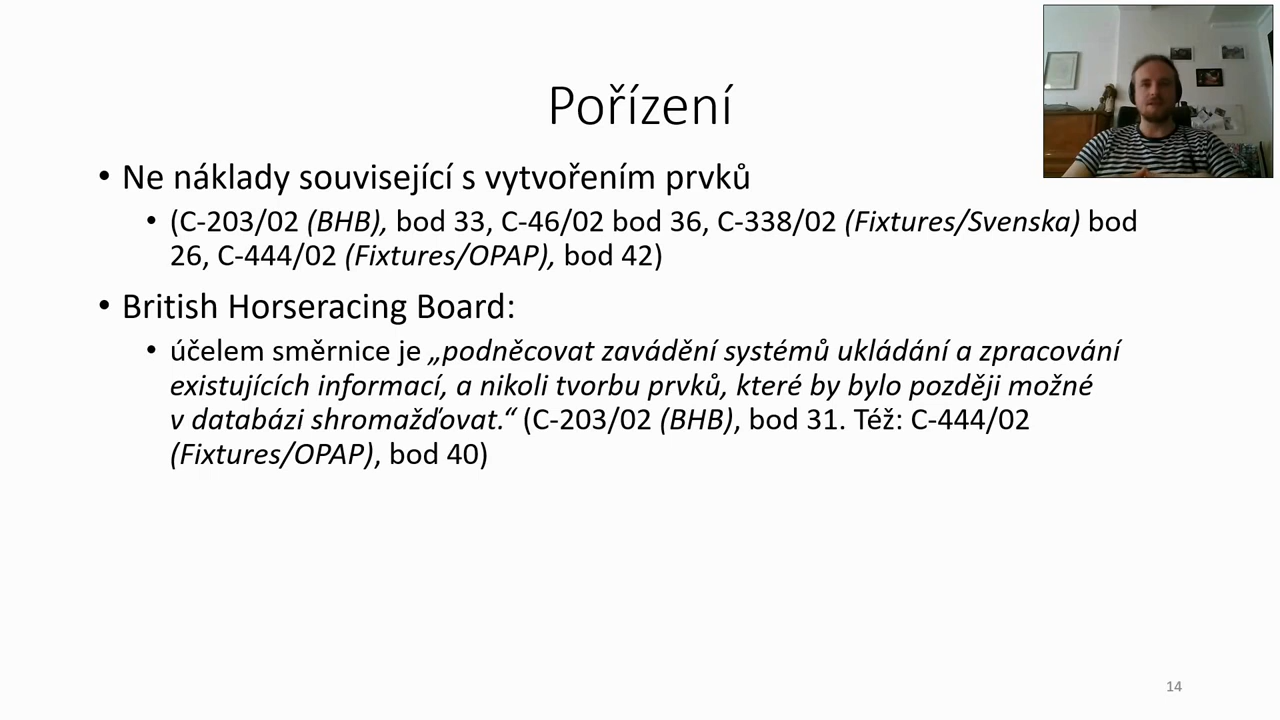 Pořízení
• Ne náklady související s vytvořením prvků
• (C-203/02 (BHB), bod 33, C-46/02 bod 36, C-338/02 (Fixtures/Svenska) bod
26, C-444/02 (Fixtures/OPAP), bod 42)
• British Horseracing Board:
• účelem směrnice je „podněcovat zavádění systémů ukládání a zpracování
existujících informací, a nikoli tvorbu prvků, které by bylo později možné
v databázi shromažďovat.“ (C-203/02 (BHB), bod 31. Též: C-444/02
(Fixtures/OPAP), bod 40)
14